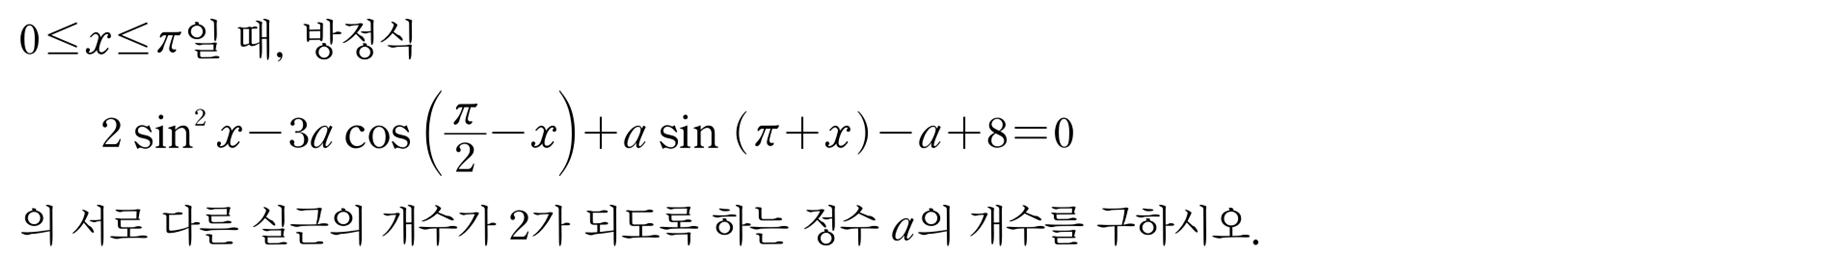 0≤x≤π일 때, 방정식
2 sin² x−3a cos (π/2−x)+a sin (π+x)−a+8=0
의 서로 다른 실근의 개수가 2가 되도록 하는 정수 a의 개수를 구하시오.